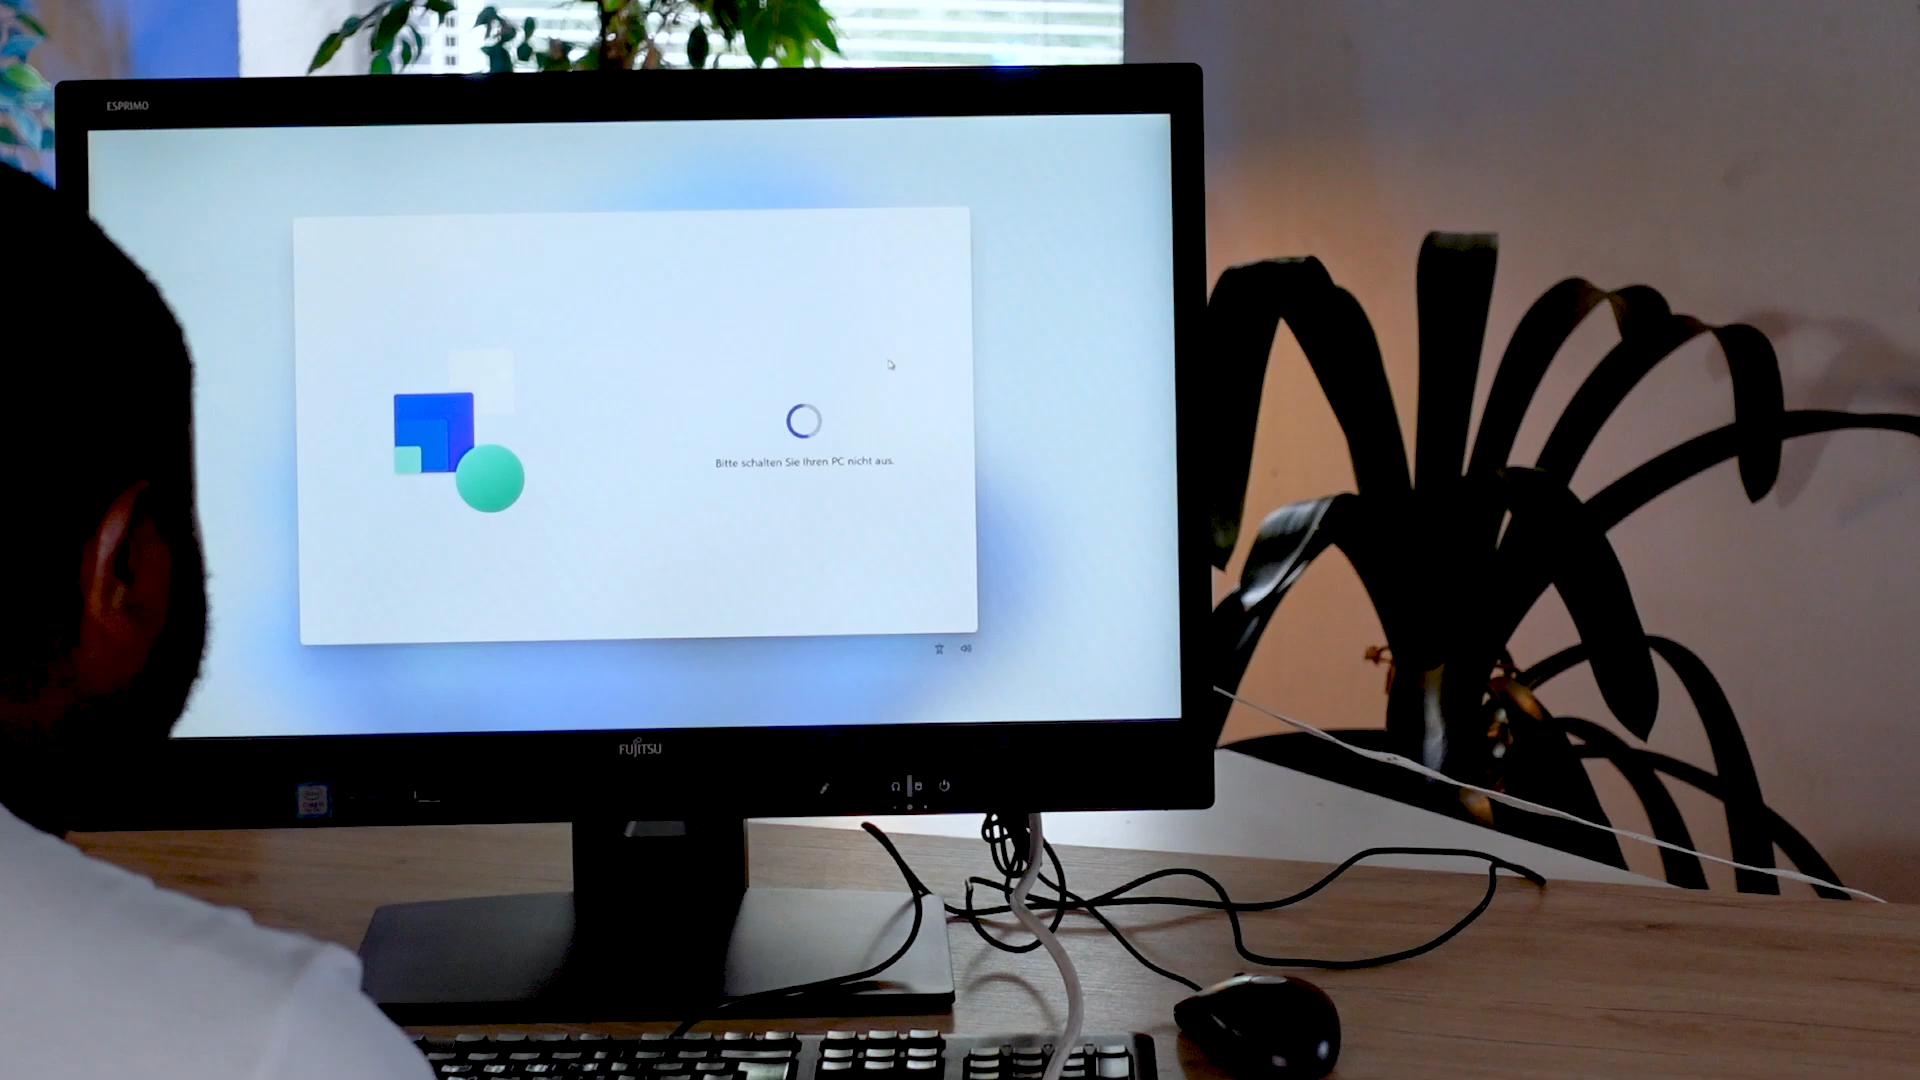 ESPRIMO
Bitte schalten Sie Ihren PC nicht aus.
FUJITSU